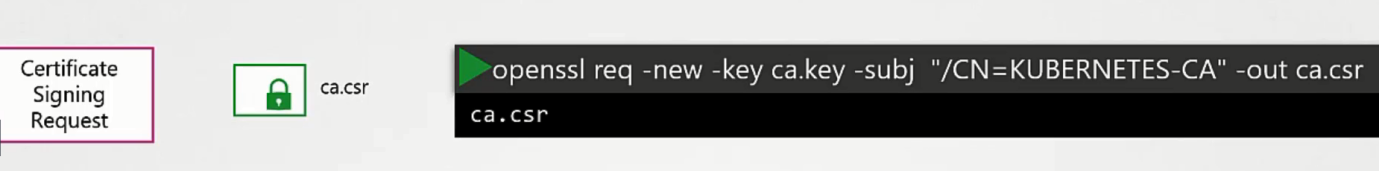 Certificate
Signing
Request
ca.csr
openssl req -new -key ca.key -subj "/CN=KUBERNETES-CA" -out ca.csr
ca.csr